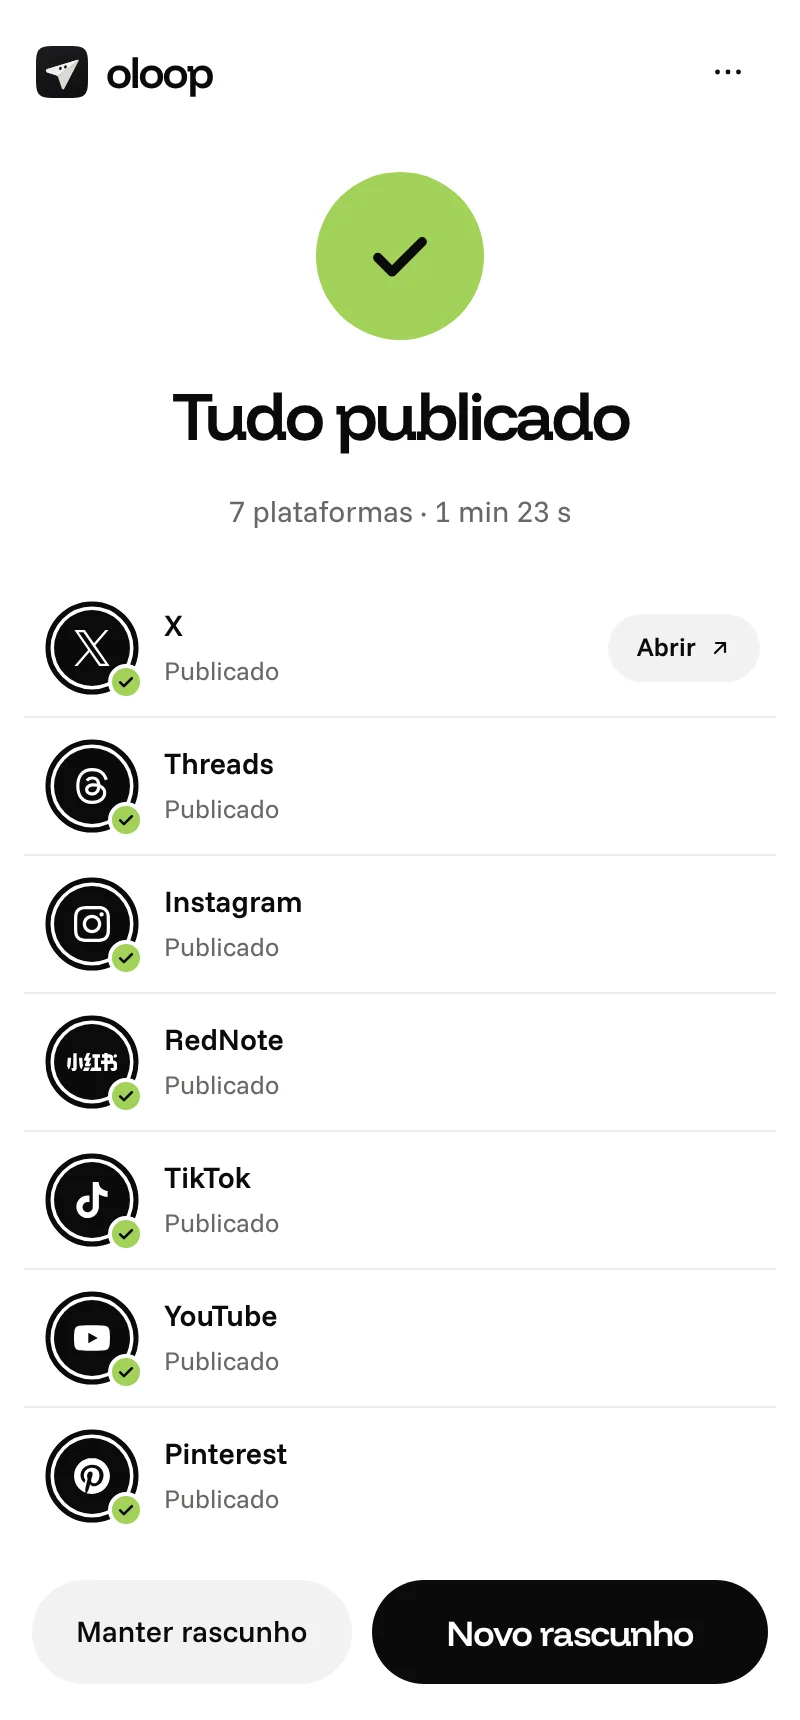 oloop
Tudo publicado
7 plataformas · 1 min 23 s
X
Publicado
Abrir
Threads
Publicado
Instagram
Publicado
小红书
RedNote
Publicado
TikTok
Publicado
YouTube
Publicado
Pinterest
Publicado
Manter rascunho
Novo rascunho